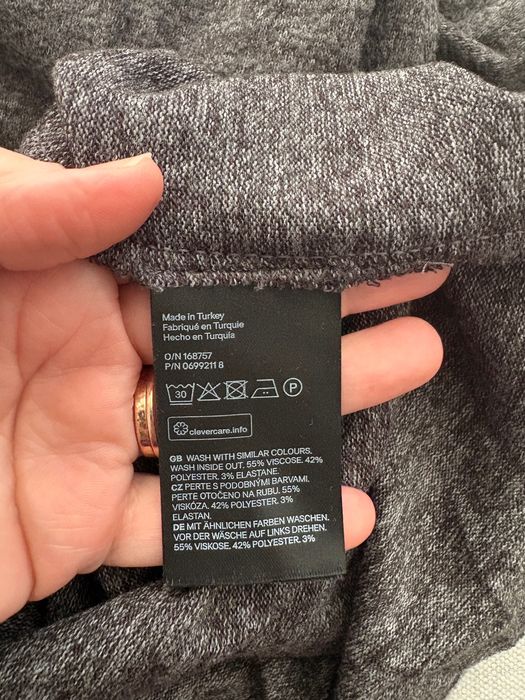 Made in Turkey
Fabriqué en Turquie
Hecho en Turquía
O/N 168757
P/N 0699211 8
30 P
clevercare.info
GB WASH WITH SIMILAR COLOURS.
WASH INSIDE OUT. 55% VISCOSE. 42%
POLYESTER. 3% ELASTANE.
CZ PERTE S PODOBNÝMI BARVAMI.
PERTE OTOČENO NA RUBU. 55%
VISKÓZA. 42% POLYESTER. 3%
ELASTAN.
DE MIT ÄHNLICHEN FARBEN WASCHEN.
VOR DER WÄSCHE AUF LINKS DREHEN.
55% VISKOSE. 42% POLYESTER. 3%